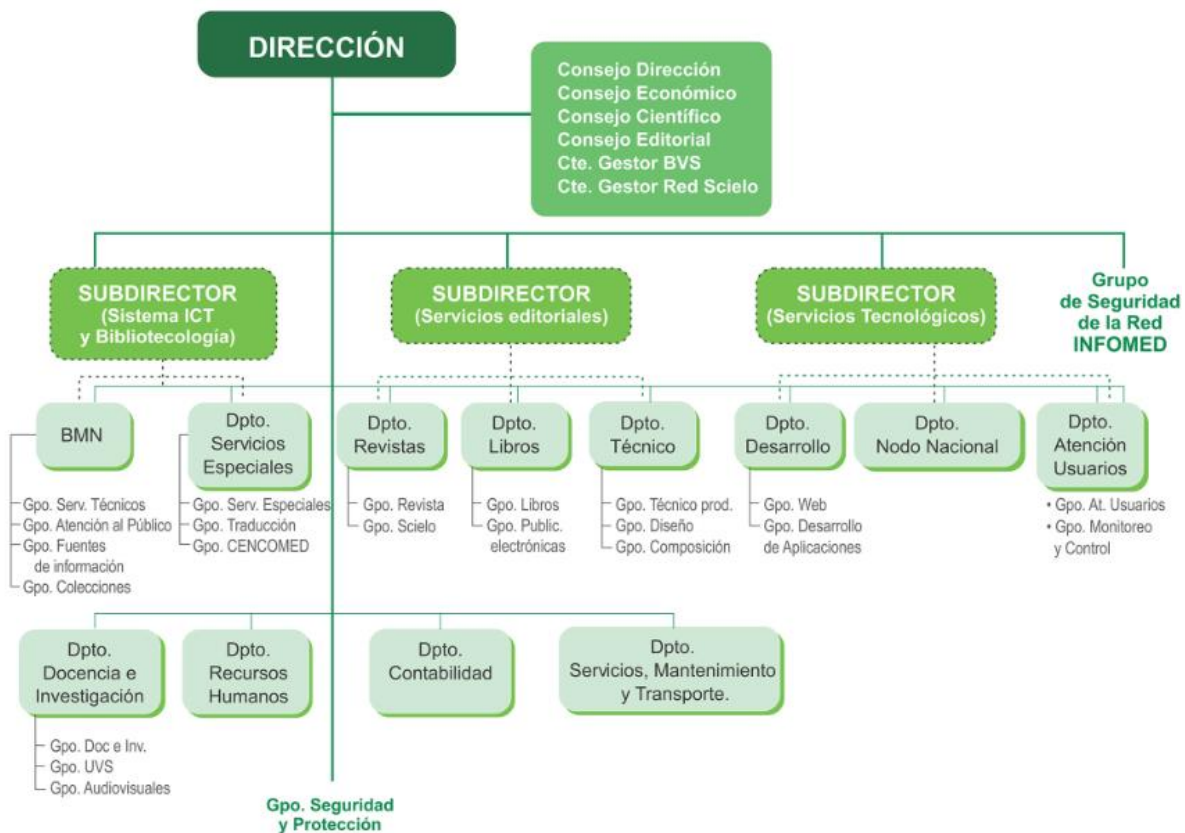 DIRECCIÓN
Consejo Dirección
Consejo Económico
Consejo Científico
Consejo Editorial
Cte. Gestor BVS
Cte. Gestor Red Scielo
SUBDIRECTOR
(Sistema ICT
y Bibliotecología)
SUBDIRECTOR
(Servicios editoriales)
SUBDIRECTOR
(Servicios Tecnológicos)
Grupo
de Seguridad
de la Red
INFOMED
BMN
Gpo. Serv. Técnicos
Gpo. Atención al Público
Gpo. Fuentes
de información
Gpo. Colecciones
Dpto.
Servicios
Especiales
Gpo. Serv. Especiales
Gpo. Traducción
Gpo. CENCOMED
Dpto.
Revistas
Gpo. Revista
Gpo. Scielo
Dpto.
Libros
Gpo. Libros
Gpo. Public.
electrónicas
Dpto.
Técnico
Gpo. Técnico prod.
Gpo. Diseño
Gpo. Composición
Dpto.
Desarrollo
Gpo. Web
Gpo. Desarrollo
de Aplicaciones
Dpto.
Nodo Nacional
Dpto.
Atención
Usuarios
• Gpo. At. Usuarios
• Gpo. Monitoreo
y Control
Dpto.
Docencia e
Investigación
Gpo. Doc e Inv.
Gpo. UVS
Gpo. Audiovisuales
Dpto.
Recursos
Humanos
Dpto.
Contabilidad
Dpto.
Servicios, Mantenimiento
y Transporte.
Gpo. Seguridad
y Protección